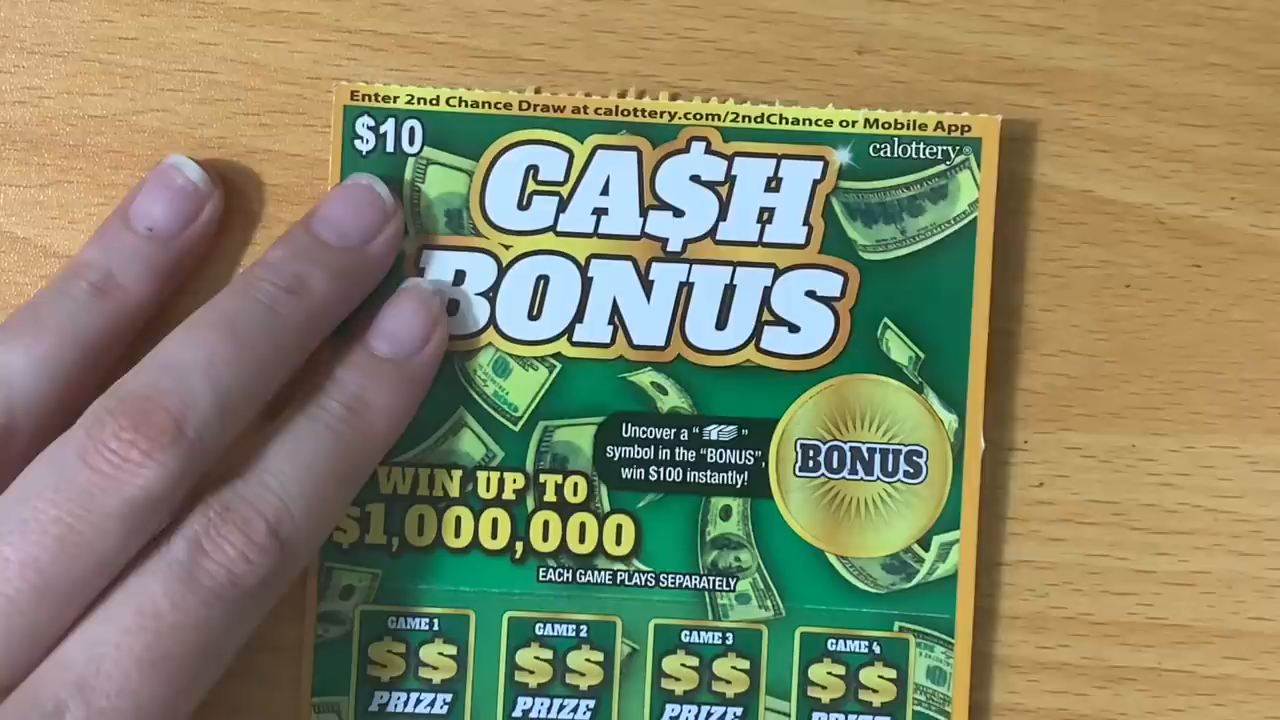 Enter 2nd Chance Draw at calottery.com/2ndChance or Mobile App
$10
calottery®
CA$H
BONUS
Uncover a " "
symbol in the "BONUS",
win $100 instantly!
BONUS
WIN UP TO
$1,000,000
EACH GAME PLAYS SEPARATELY
GAME 1
$$
PRIZE
GAME 2
$$
PRIZE
GAME 3
$$
PRIZE
GAME 4
$$
PRIZE